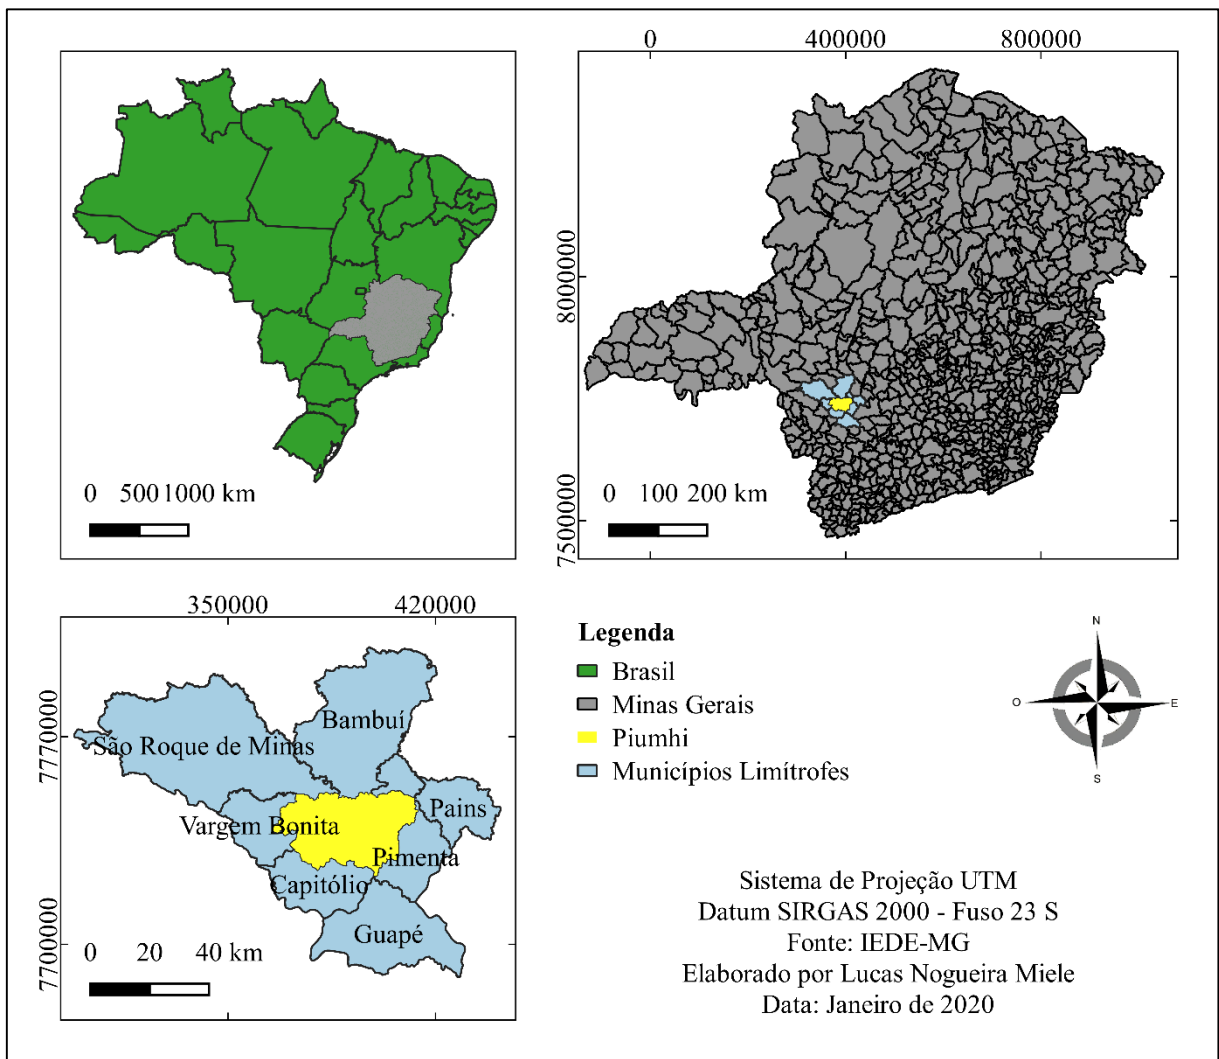 0 500 1000 km
0 400000 800000
8000000
7500000
0 100 200 km
350000 420000
7770000
7700000
Bambuí
São Roque de Minas
Pains
Vargem Bonita
Pimenta
Capitólio
Guapé
0 20 40 km
Legenda
Brasil
Minas Gerais
Piumhi
Municípios Limítrofes
N
O
E
S
Sistema de Projeção UTM
Datum SIRGAS 2000 - Fuso 23 S
Fonte: IEDE-MG
Elaborado por Lucas Nogueira Miele
Data: Janeiro de 2020